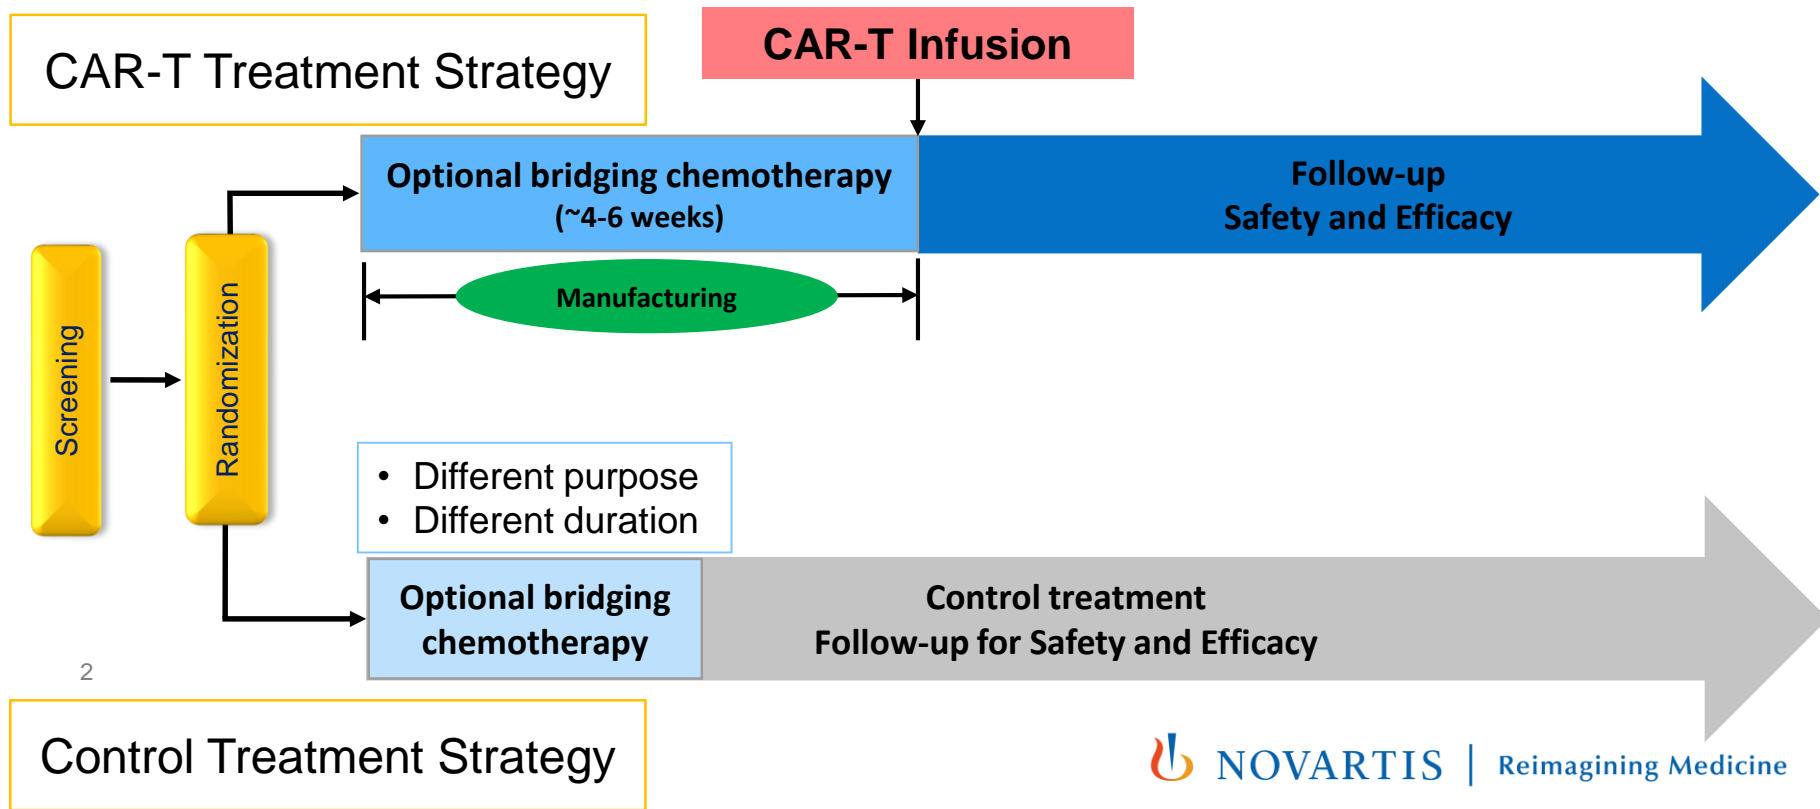 CAR-T Treatment Strategy
CAR-T Infusion
Optional bridging chemotherapy
(~4-6 weeks)
Follow-up
Safety and Efficacy
Manufacturing
Screening
Randomization
• Different purpose
• Different duration
Optional bridging
chemotherapy
Control treatment
Follow-up for Safety and Efficacy
2
Control Treatment Strategy
NOVARTIS | Reimagining Medicine